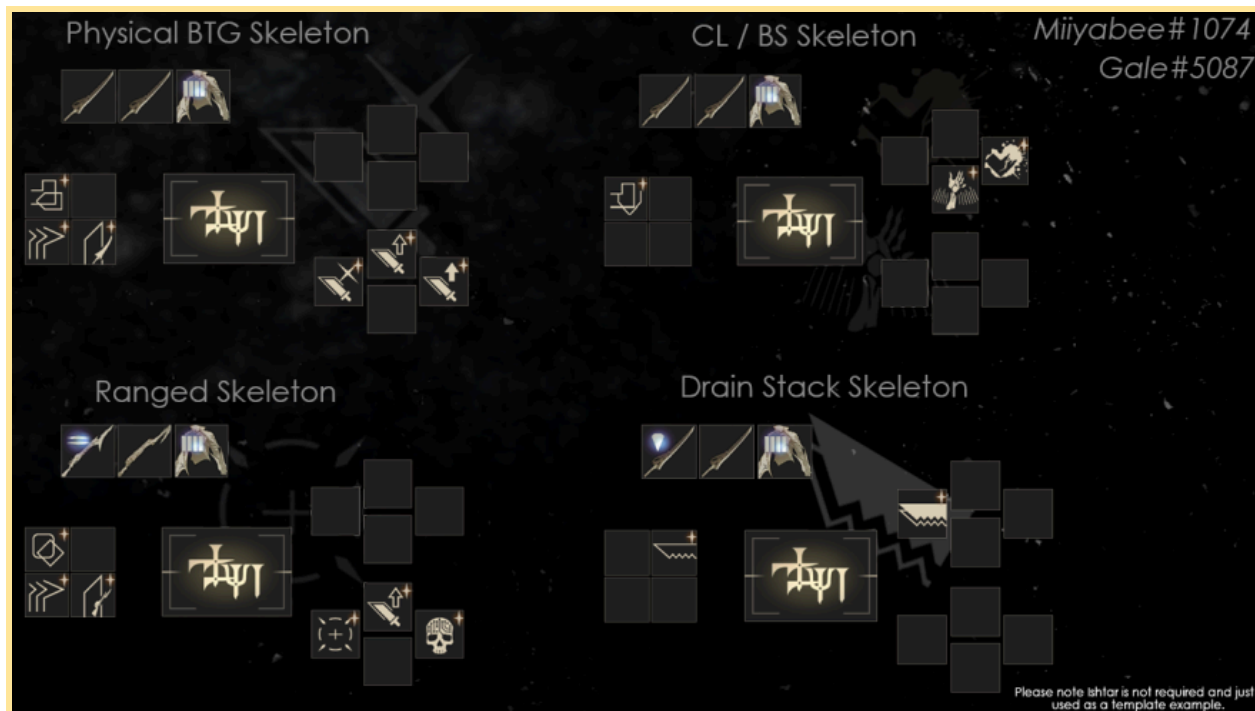 Physical BTG Skeleton
CL / BS Skeleton
Miiyabee#1074
Gale#5087
Ranged Skeleton
Drain Stack Skeleton
Please note Ishtar is not required and just
used as a template example.